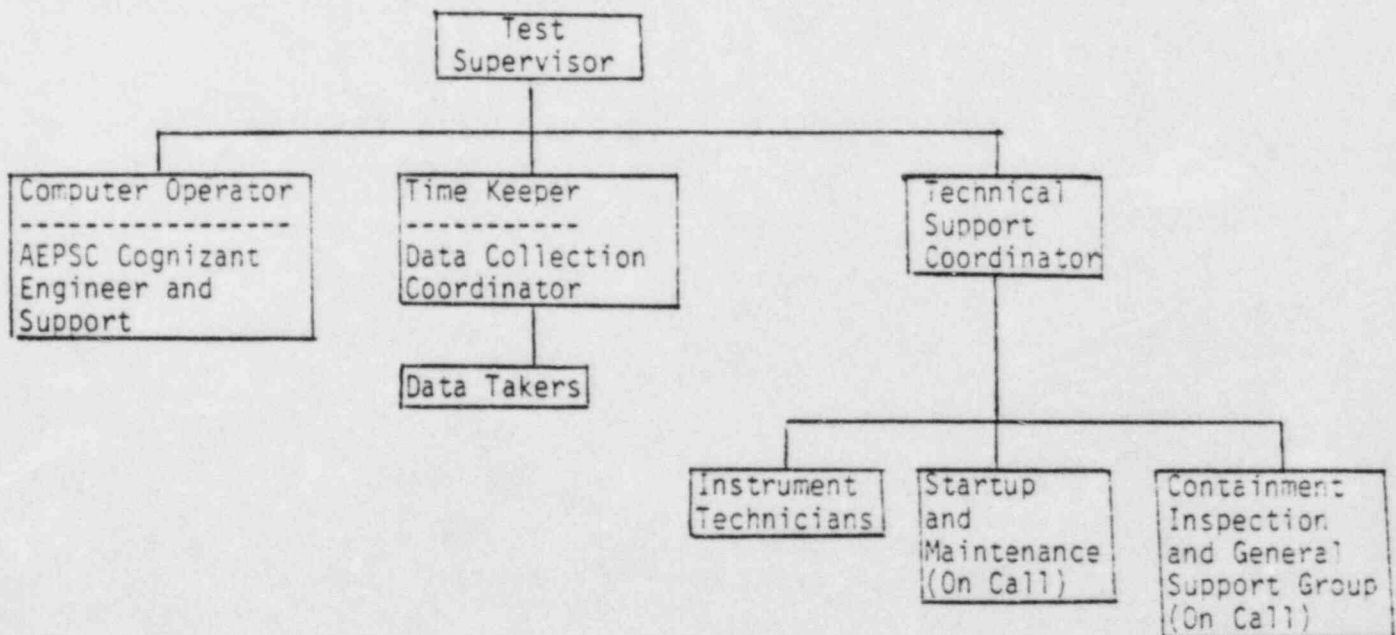 Test
Supervisor
Computer Operator
-----------------
AEPSC Cognizant
Engineer and
Support
Time Keeper
-----------
Data Collection
Coordinator
Data Takers
Technical
Support
Coordinator
Instrument
Technicians
Startup
and
Maintenance
(On Call)
Containment
Inspection
and General
Support Group
(On Call)